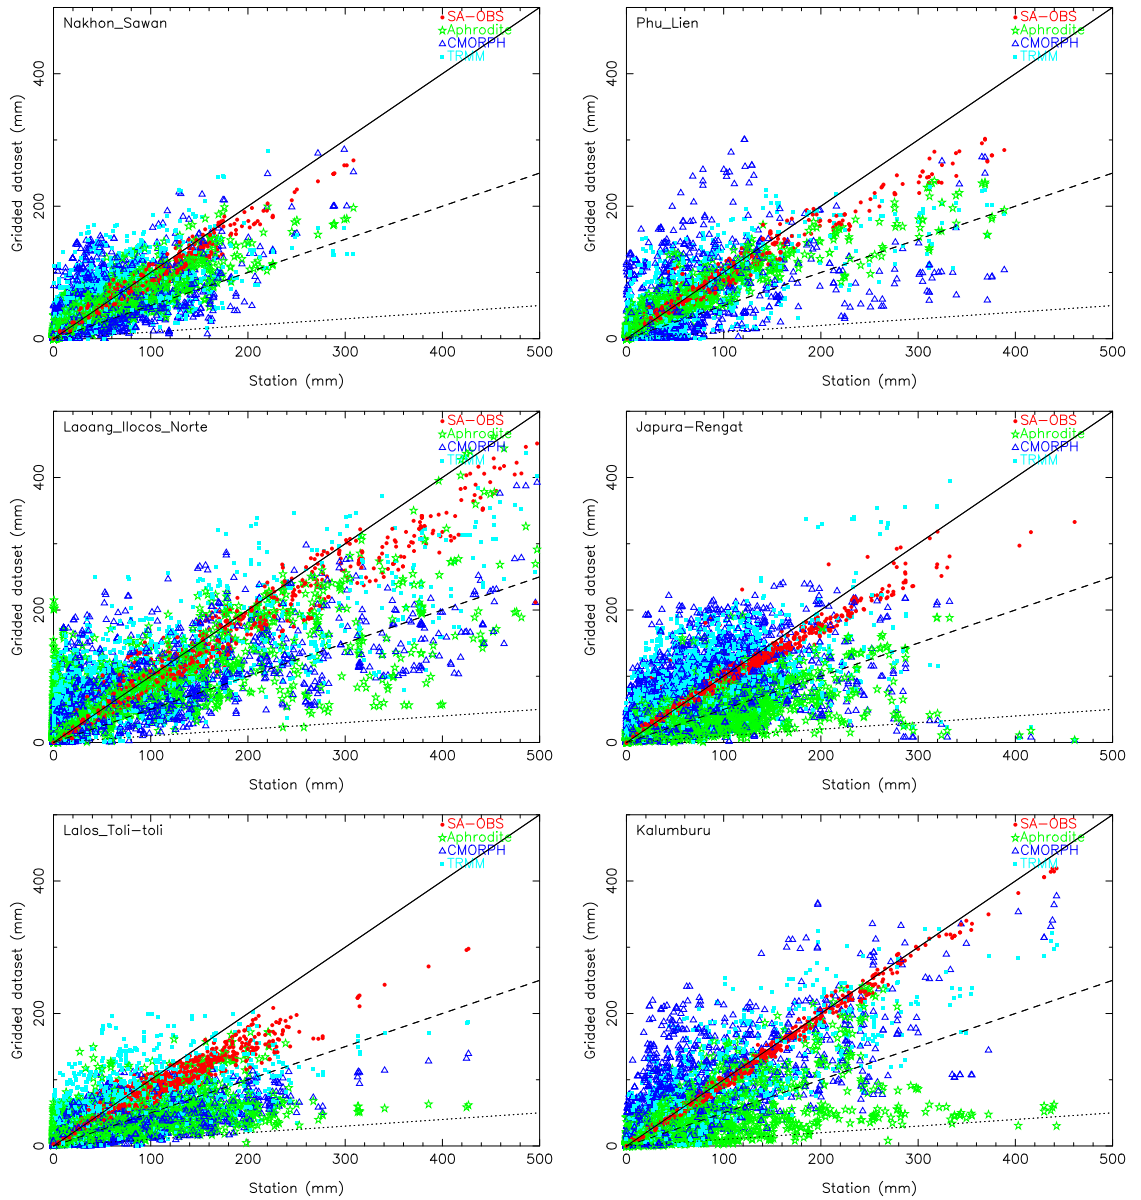 Nakhon_Sawan
SA-OBS
Aphrodite
CMORPH
TRMM
Gridded dataset (mm)
0 200 400
0 100 200 300 400 500
Station (mm)
Phu_Lien
SA-OBS
Aphrodite
CMORPH
TRMM
Gridded dataset (mm)
0 200 400
0 100 200 300 400 500
Station (mm)
Laoang_Ilocos_Norte
SA-OBS
Aphrodite
CMORPH
TRMM
Gridded dataset (mm)
0 200 400
0 100 200 300 400 500
Station (mm)
Japura-Rengat
SA-OBS
Aphrodite
CMORPH
TRMM
Gridded dataset (mm)
0 200 400
0 100 200 300 400 500
Station (mm)
Lalos_Toli-toli
SA-OBS
Aphrodite
CMORPH
TRMM
Gridded dataset (mm)
0 200 400
0 100 200 300 400 500
Station (mm)
Kalumburu
SA-OBS
Aphrodite
CMORPH
TRMM
Gridded dataset (mm)
0 200 400
0 100 200 300 400 500
Station (mm)